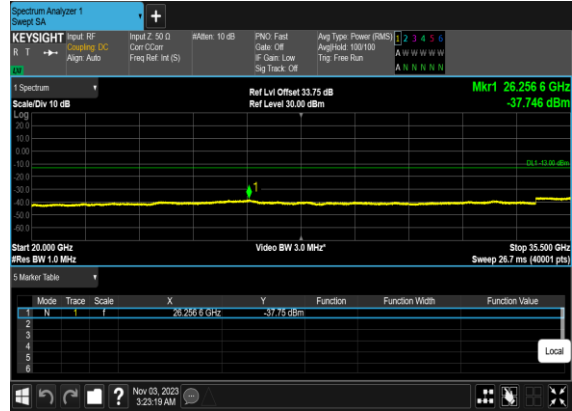 Spectrum Analyzer 1
Swept SA
+
KEYSIGHT Input: RF Input Z: 50 Ω #Atten: 10 dB PNO: Fast Avg Type: Power (RMS) 1 2 3 4 5 6
R T Coupling: DC Corr CCorr Gate: Off Avg|Hold: 100/100 A W W W W W
Align: Auto Freq Ref: Int (S) IF Gain: Low Trig: Free Run
LW Sig Track: Off A N N N N N
1 Spectrum Ref Lvl Offset 33.75 dB Mkr1 26.256 6 GHz
Scale/Div 10 dB Ref Level 30.00 dBm -37.746 dBm
Log
20.0
10.0
0.00
-10.0 DL1 -13.00 dBm
-20.0
-30.0 1
-40.0
-50.0
-60.0
Start 20.000 GHz Video BW 3.0 MHz* Stop 35.500 GHz
#Res BW 1.0 MHz Sweep 26.7 ms (40001 pts)
5 Marker Table
Mode Trace Scale X Y Function Function Width Function Value
1 N 1 f 26.256 6 GHz -37.75 dBm
2
3
4
5
6
Local
? Nov 03, 2023
3:23:19 AM